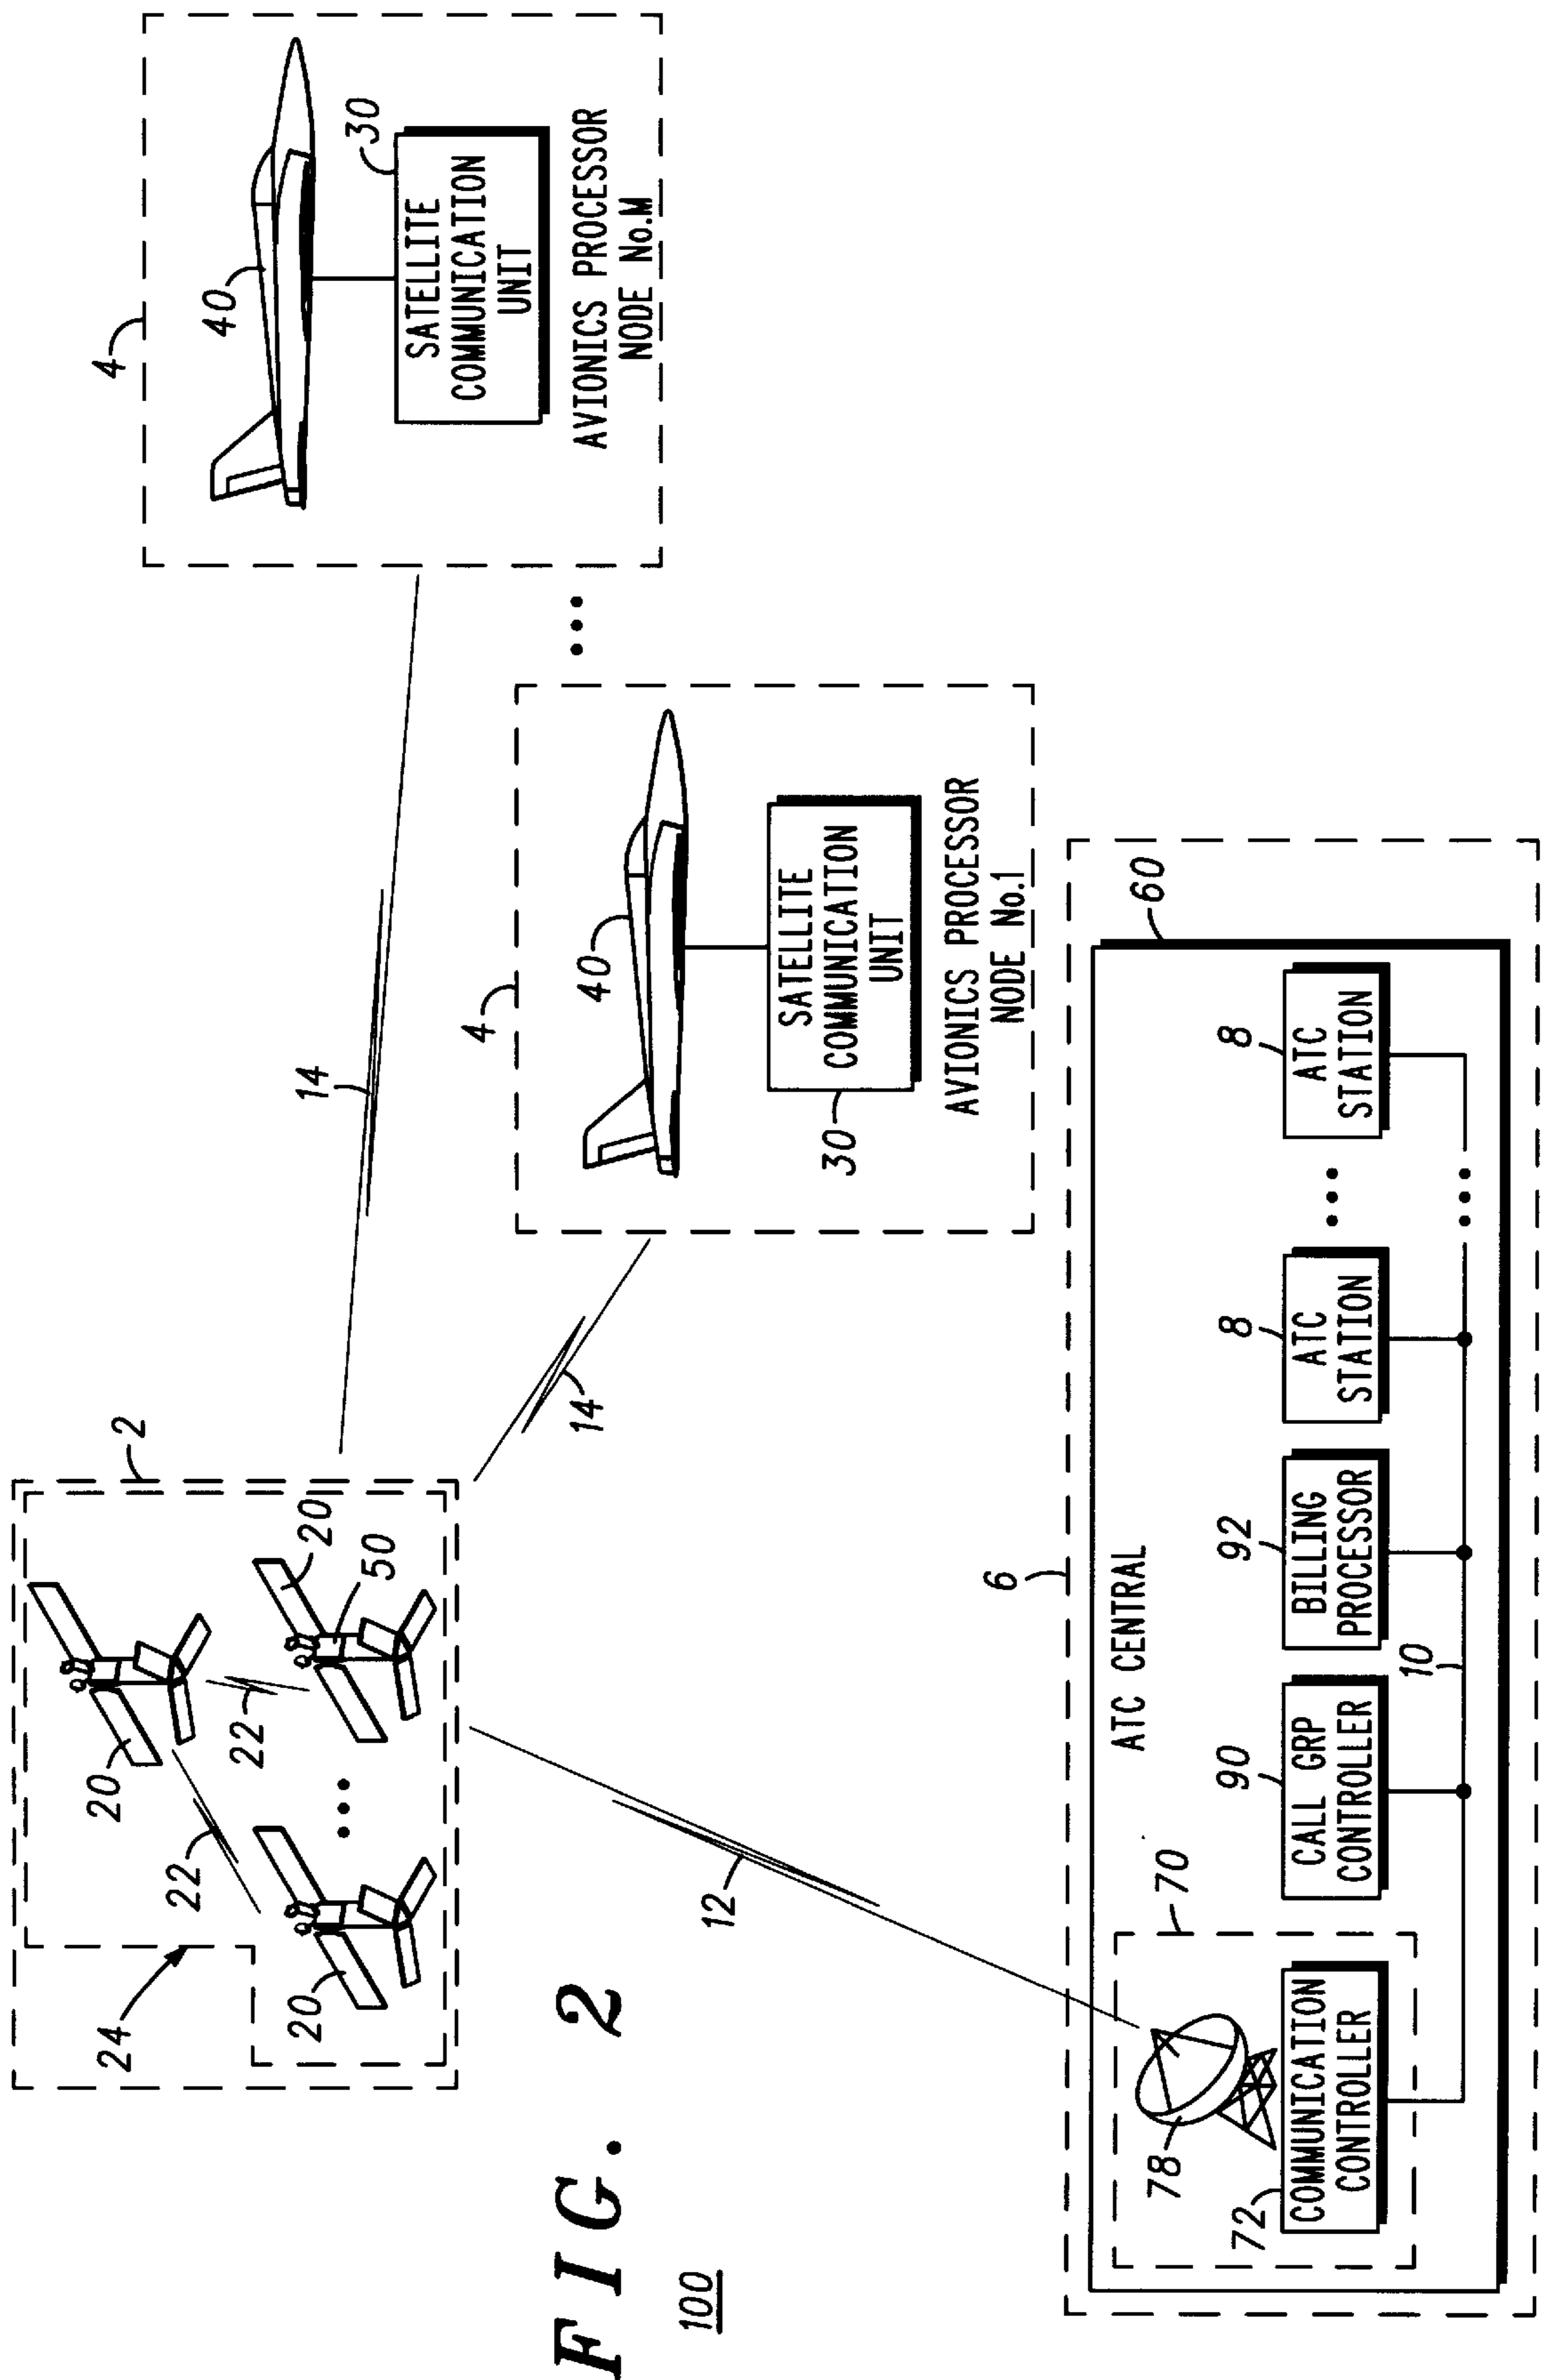 2
24
20
22
20
22
20
50
14
14
12
4
40
SATELLITE
COMMUNICATION
UNIT
30
AVIONICS PROCESSOR
NODE No.M
4
40
SATELLITE
COMMUNICATION
UNIT
30
AVIONICS PROCESSOR
NODE No.1
FIG. 2
100
6
60
ATC CENTRAL
70
78
72
COMMUNICATION
CONTROLLER
90
CALL GRP
CONTROLLER
92
BILLING
PROCESSOR
8
ATC
STATION
8
ATC
STATION
10